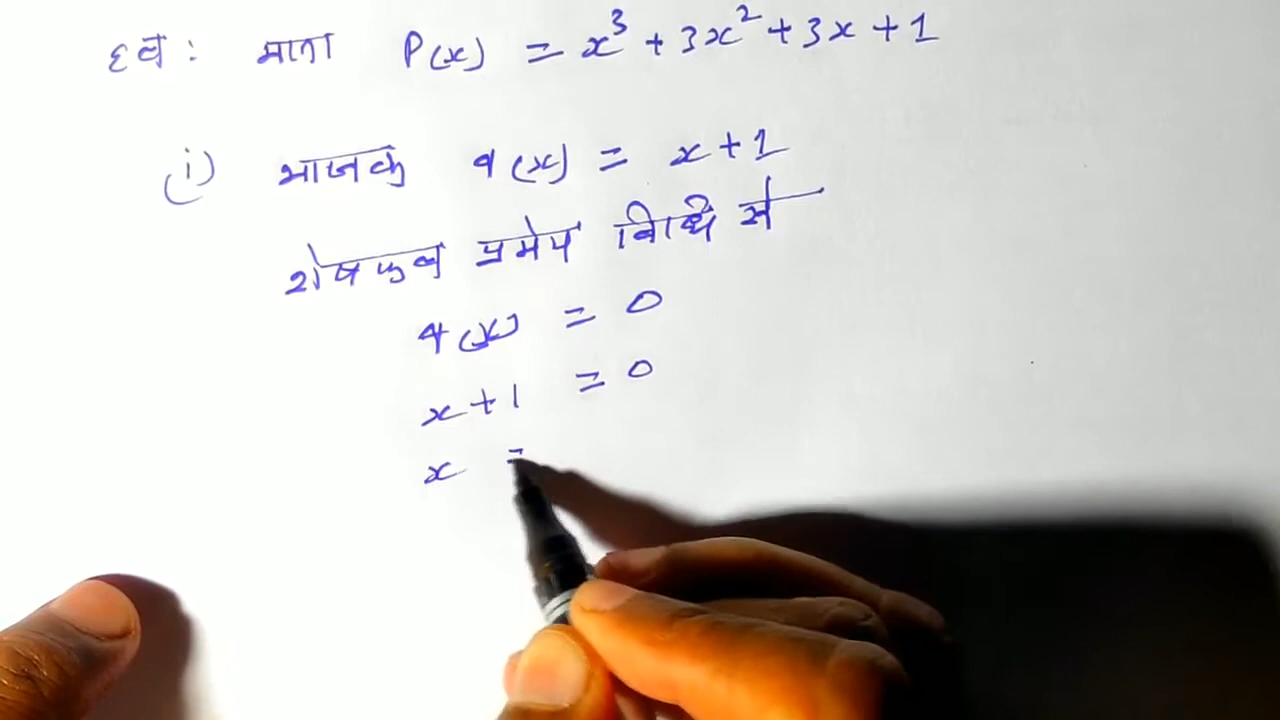 हल : माना P(x) = x³ + 3x² + 3x + 1
(i) भाजक q(x) = x + 1
शेषफल प्रमेय विधि से
q(x) = 0
x + 1 = 0
x =